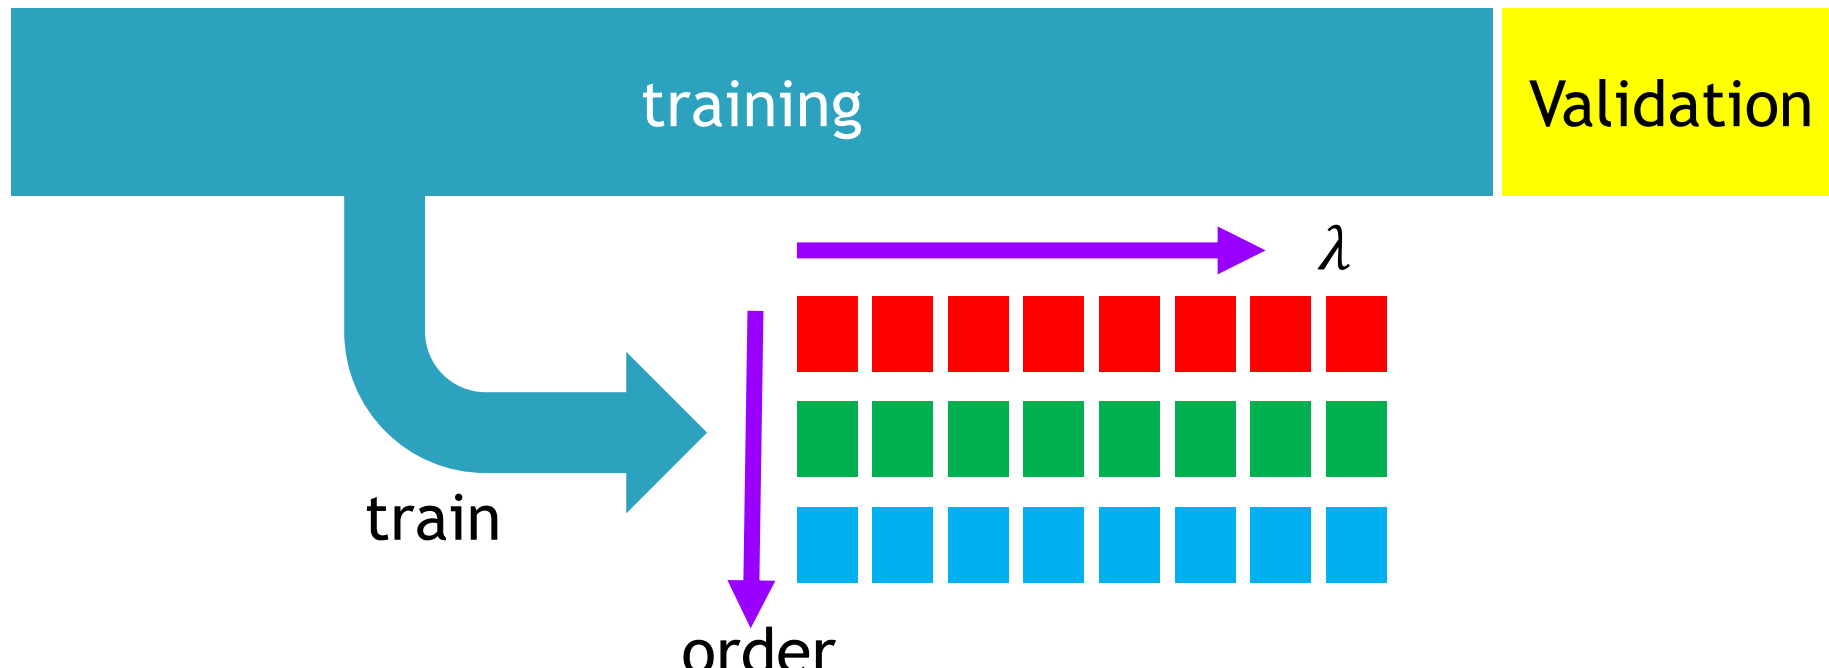 training
Validation
λ
train
order